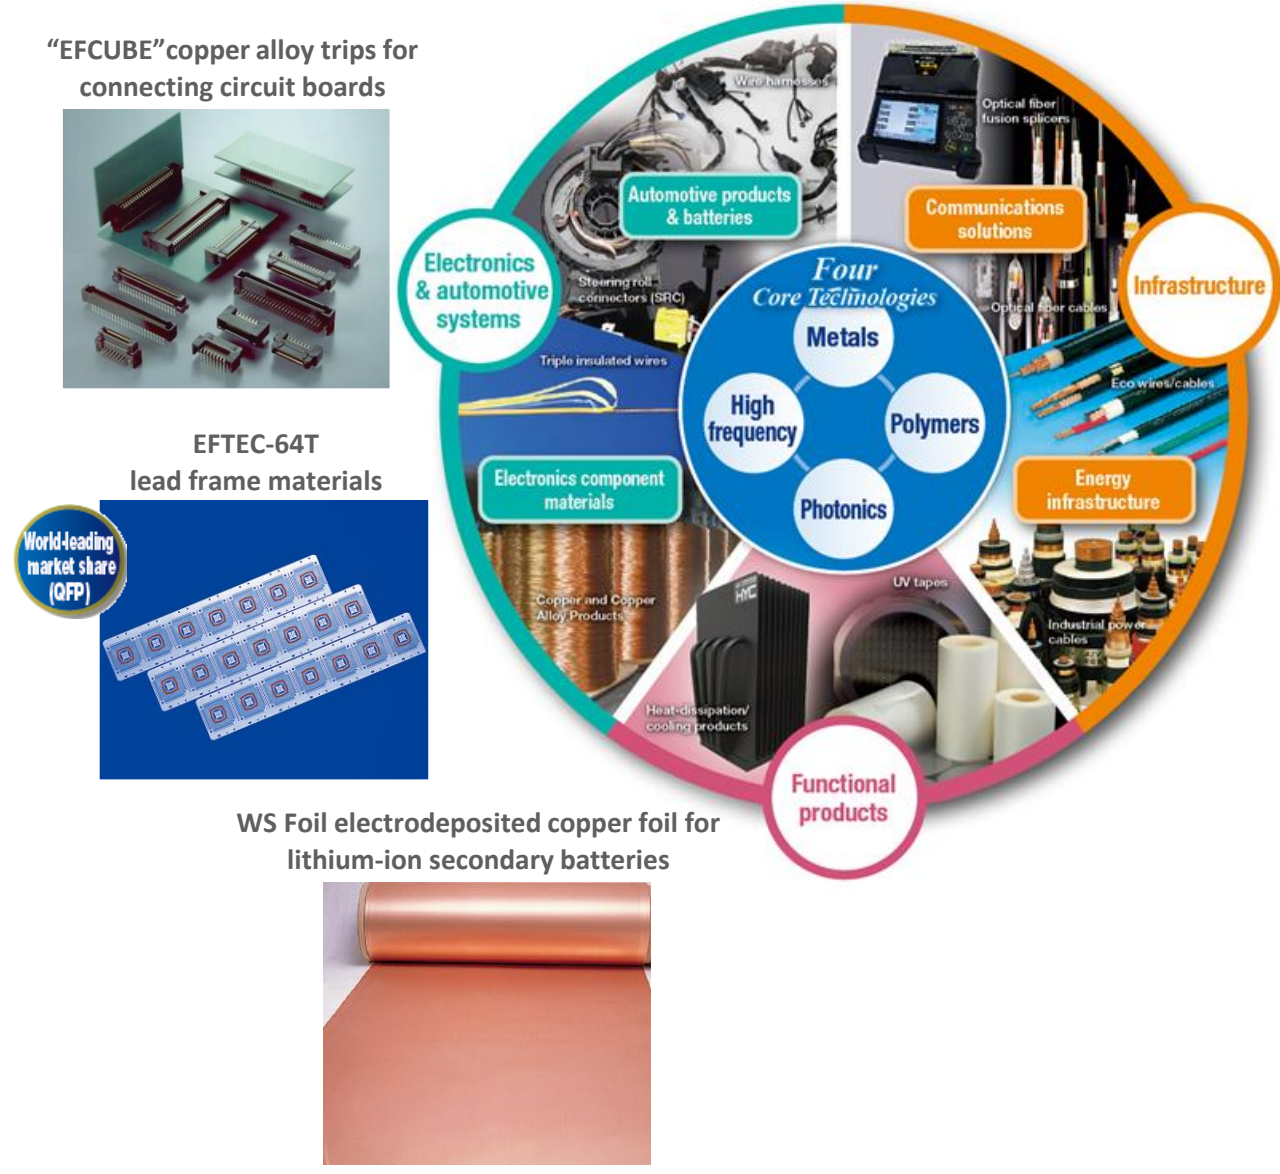 “EFCUBE”copper alloy trips for
connecting circuit boards
EFTEC-64T
lead frame materials
World-leading
market share
(QFP)
WS Foil electrodeposited copper foil for
lithium-ion secondary batteries
Electronics
& automotive
systems
Infrastructure
Functional
products
Four
Core Technologies
Metals
High
frequency
Polymers
Photonics
Automotive products
& batteries
Wire harnesses
Steering roll
connectors (SRC)
Communications
solutions
Optical fiber
fusion splicers
Optical fiber cables
Triple insulated wires
Electronics component
materials
Copper and Copper
Alloy Products
Eco wires/cables
Energy
infrastructure
Industrial power
cables
HYC
Heat-dissipation/
cooling products
UV tapes